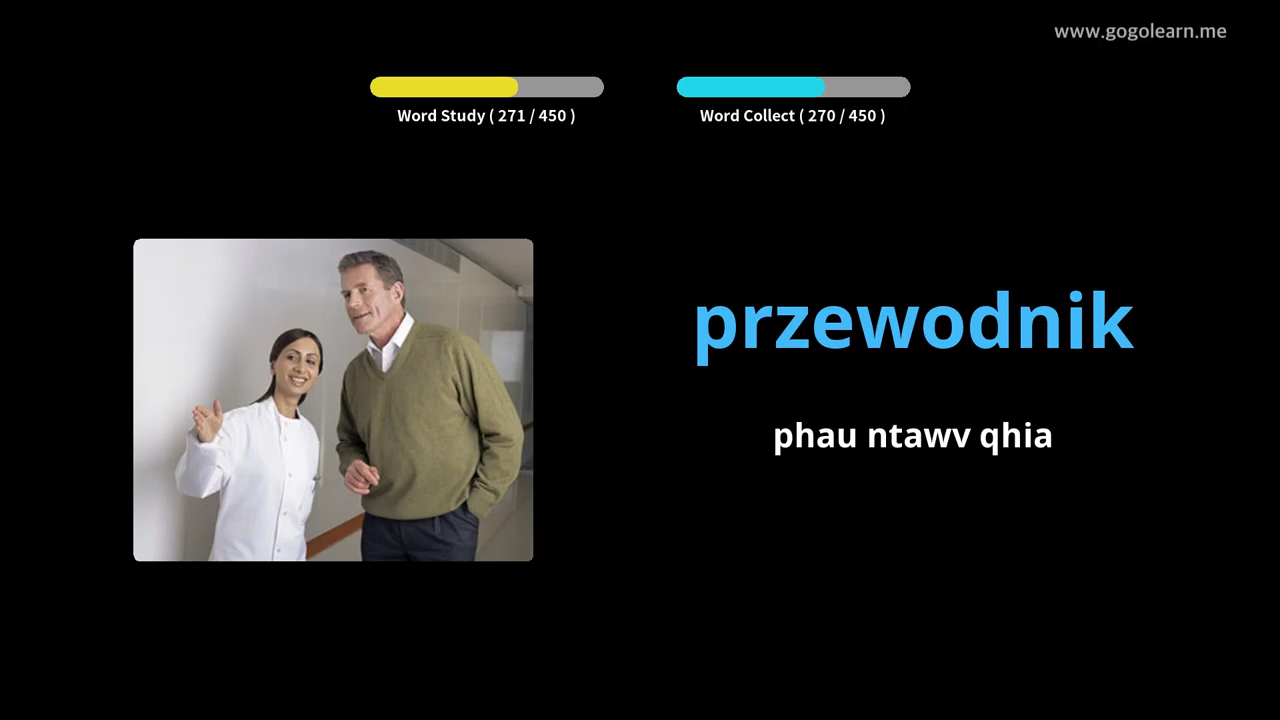 www.gogolearn.me
Word Study ( 271 / 450 )
Word Collect ( 270 / 450 )
przewodnik
phau ntawv qhia